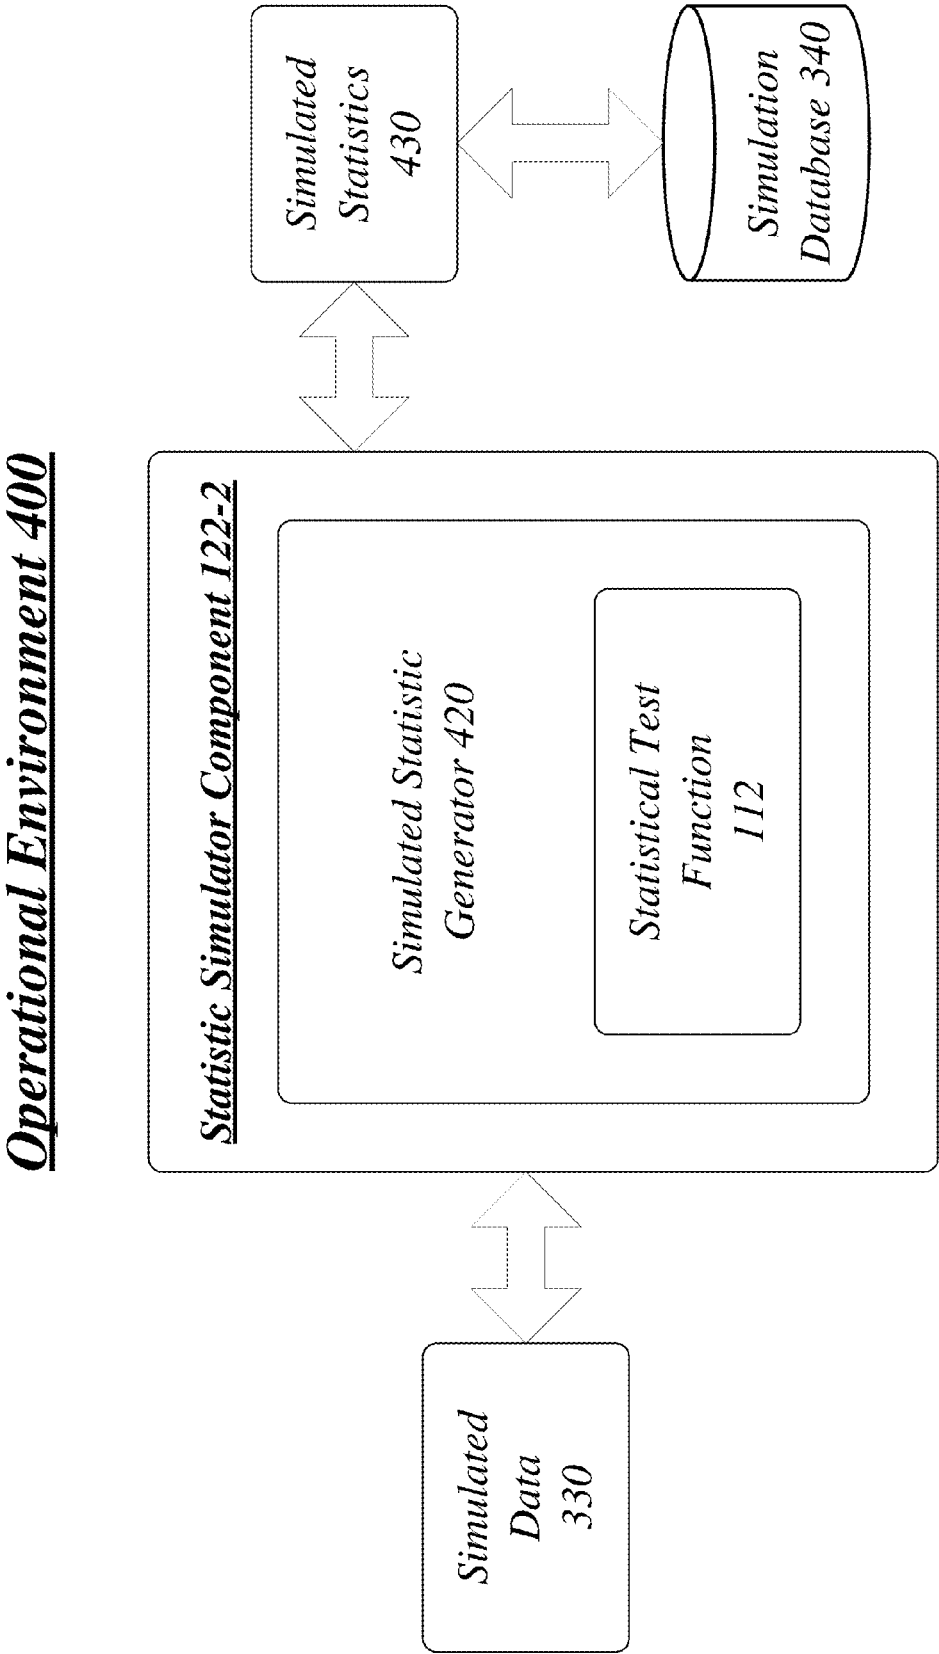 Operational Environment 400
Simulated
Data
330
Statistic Simulator Component 122-2
Simulated Statistic
Generator 420
Statistical Test
Function
112
Simulated
Statistics
430
Simulation
Database 340